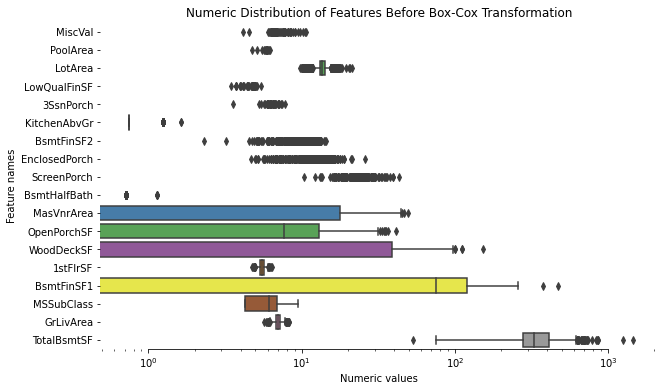 Numeric Distribution of Features Before Box-Cox Transformation
MiscVal
PoolArea
LotArea
LowQualFinSF
3SsnPorch
KitchenAbvGr
BsmtFinSF2
EnclosedPorch
ScreenPorch
BsmtHalfBath
MasVnrArea
OpenPorchSF
WoodDeckSF
1stFlrSF
BsmtFinSF1
MSSubClass
GrLivArea
TotalBsmtSF
Feature names
10⁰ 10¹ 10² 10³
Numeric values